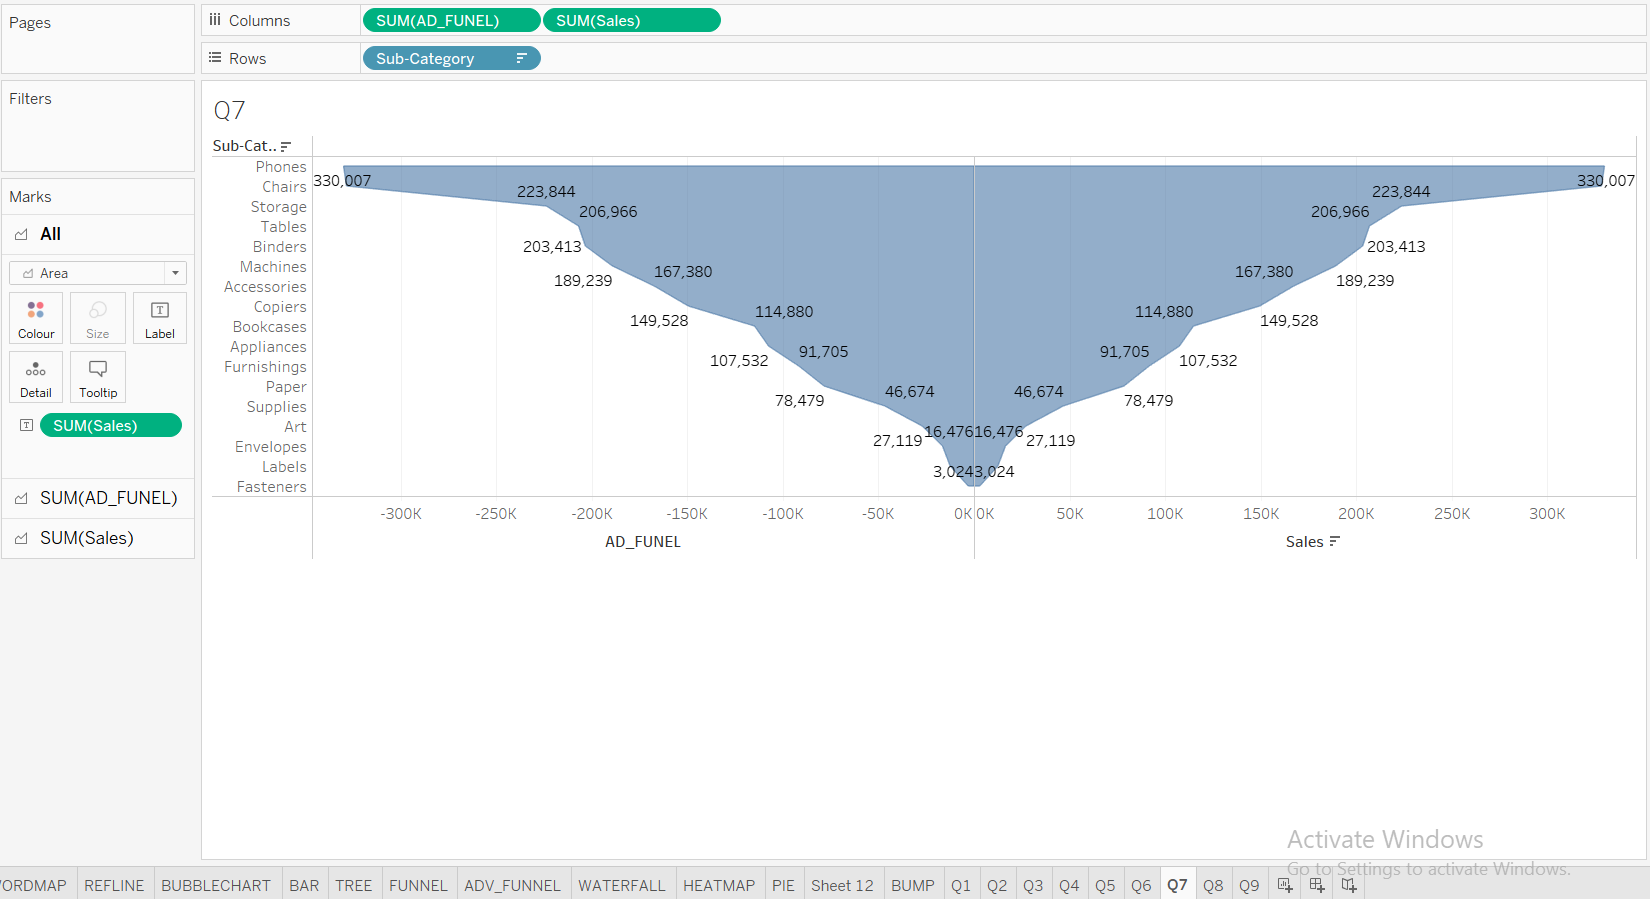 Pages
Columns SUM(AD_FUNEL) SUM(Sales)
Rows Sub-Category
Filters
Marks
All
Area
Colour Size Label
Detail Tooltip
SUM(Sales)
SUM(AD_FUNEL)
SUM(Sales)
Q7
Sub-Cat..
Phones
330,007 330,007
Chairs
223,844 223,844
Storage
206,966 206,966
Tables
Binders
203,413 203,413
Machines
167,380 167,380
189,239 189,239
Accessories
Copiers
114,880 114,880
149,528 149,528
Bookcases
Appliances
91,705 91,705
107,532 107,532
Furnishings
Paper
46,674 46,674
78,479 78,479
Supplies
Art
16,476 16,476
27,119 27,119
Envelopes
Labels
3,024 3,024
Fasteners
-300K -250K -200K -150K -100K -50K 0K 0K 50K 100K 150K 200K 250K 300K
AD_FUNEL Sales
Activate Windows
Go to Settings to activate Windows.
ORDMAP REFLINE BUBBLECHART BAR TREE FUNNEL ADV_FUNNEL WATERFALL HEATMAP PIE Sheet 12 BUMP Q1 Q2 Q3 Q4 Q5 Q6 Q7 Q8 Q9